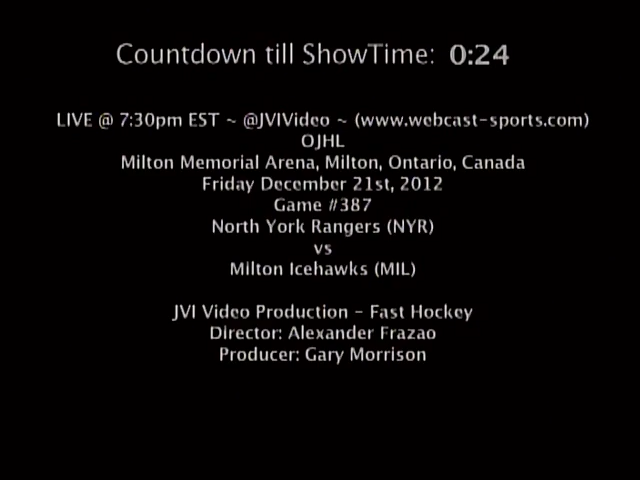 Countdown till ShowTime: 0:24
LIVE @ 7:30pm EST ~ @JVIVideo ~ (www.webcast-sports.com)
OJHL
Milton Memorial Arena, Milton, Ontario, Canada
Friday December 21st, 2012
Game #387
North York Rangers (NYR)
vs
Milton Icehawks (MIL)
JVI Video Production - Fast Hockey
Director: Alexander Frazao
Producer: Gary Morrison